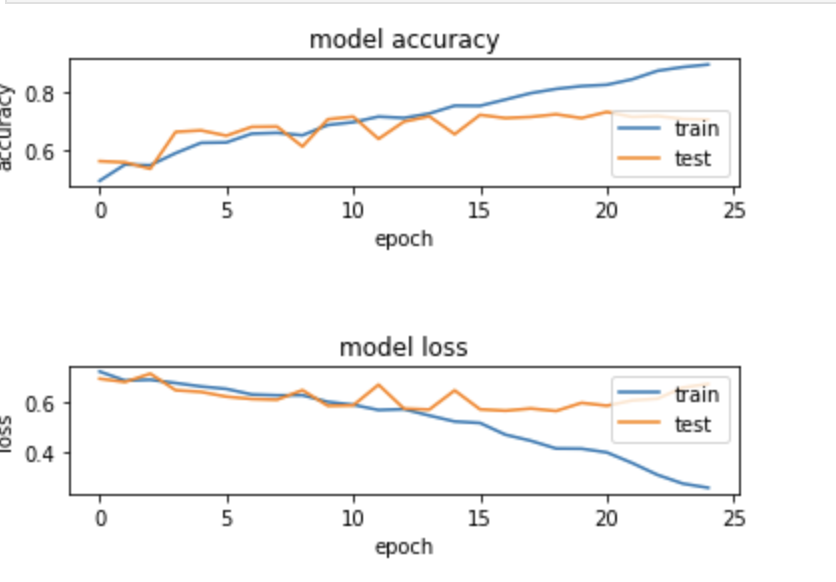 model accuracy
accuracy
0.8
0.6
train
test
0 5 10 15 20 25
epoch
model loss
loss
0.6
0.4
train
test
0 5 10 15 20 25
epoch